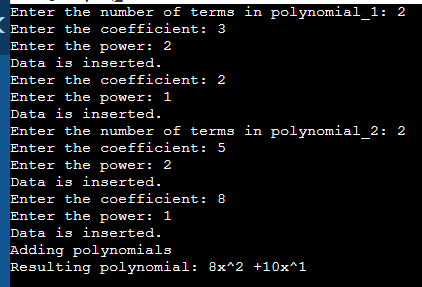 Enter the number of terms in polynomial_1: 2
Enter the coefficient: 3
Enter the power: 2
Data is inserted.
Enter the coefficient: 2
Enter the power: 1
Data is inserted.
Enter the number of terms in polynomial_2: 2
Enter the coefficient: 5
Enter the power: 2
Data is inserted.
Enter the coefficient: 8
Enter the power: 1
Data is inserted.
Adding polynomials
Resulting polynomial: 8x^2 +10x^1